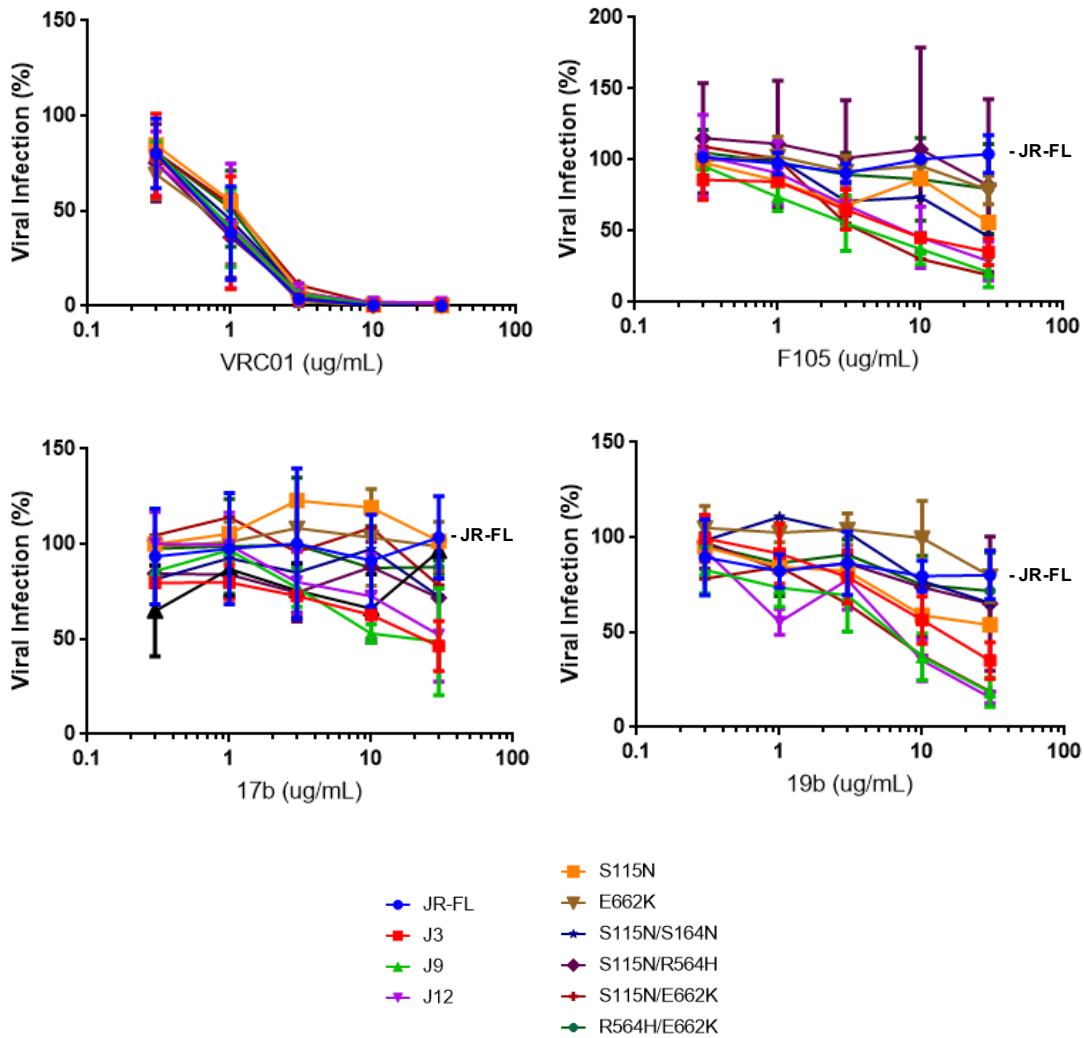 Viral Infection (%)
150
100
50
0
0.1
1
10
100
VRC01 (ug/mL)
Viral Infection (%)
200
150
100
50
0
0.1
1
10
100
F105 (ug/mL)
JR-FL
Viral Infection (%)
150
100
50
0
0.1
1
10
100
17b (ug/mL)
JR-FL
Viral Infection (%)
150
100
50
0
0.1
1
10
100
19b (ug/mL)
JR-FL
JR-FL
J3
J9
J12
S115N
E662K
S115N/S164N
S115N/R564H
S115N/E662K
R564H/E662K